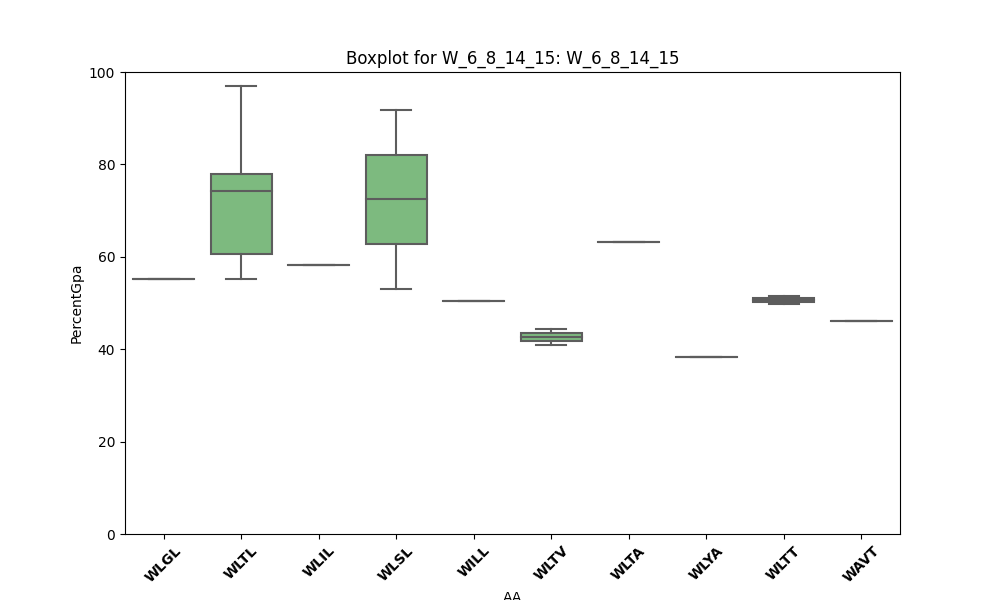 Boxplot for W_6_8_14_15: W_6_8_14_15
PercentGpa
100
80
60
40
20
0
WLGL
WLTL
WLIL
WLSL
WILL
WLTV
WLTA
WLYA
WLTT
WAVT
AA